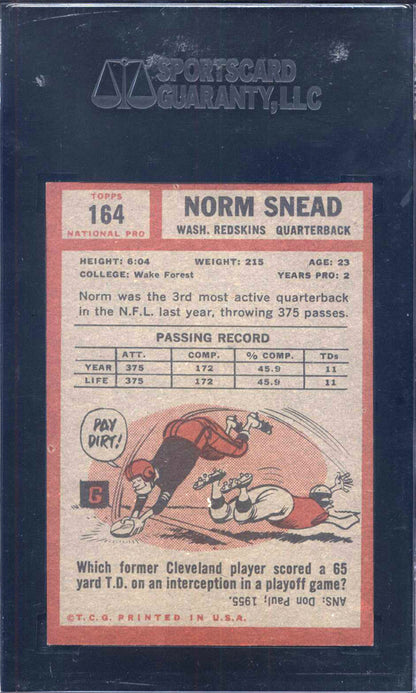 SPORTSCARD
GUARANTY, LLC
TOPPS
164
NATIONAL PRO
NORM SNEAD
WASH. REDSKINS QUARTERBACK
HEIGHT: 6:04 WEIGHT: 215 AGE: 23
COLLEGE: Wake Forest YEARS PRO: 2
Norm was the 3rd most active quarterback
in the N.F.L. last year, throwing 375 passes.
PASSING RECORD
ATT. COMP. % COMP. TDs
YEAR 375 172 45.9 11
LIFE 375 172 45.9 11
PAY
DIRT!
G
Which former Cleveland player scored a 65
yard T.D. on an interception in a playoff game?
ANS: Don Paul; 1955.
©T.C.G. PRINTED IN U.S.A.